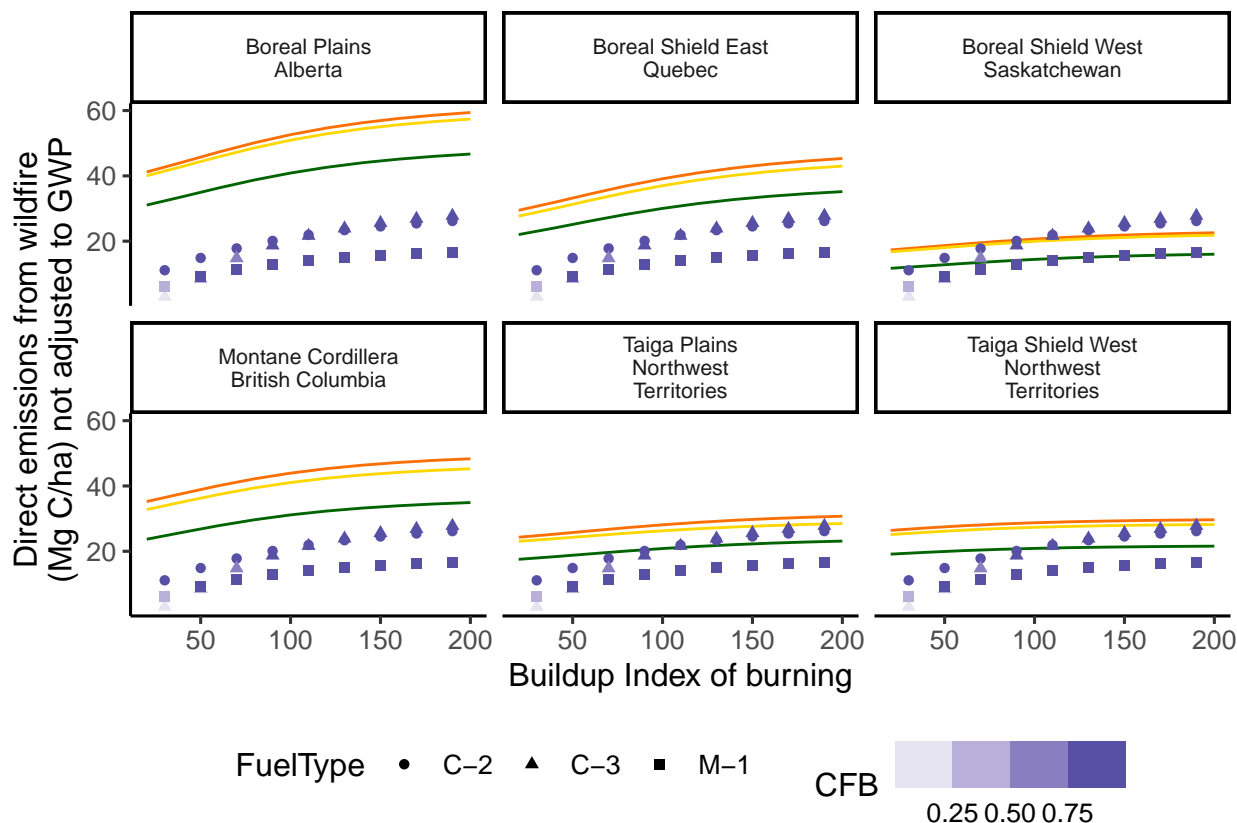 Boreal Plains
Alberta
Boreal Shield East
Quebec
Boreal Shield West
Saskatchewan
60
40
20
Montane Cordillera
British Columbia
Taiga Plains
Northwest
Territories
Taiga Shield West
Northwest
Territories
60
40
20
Direct emissions from wildfire
(Mg C/ha) not adjusted to GWP
50 100 150 200
50 100 150 200
50 100 150 200
Buildup Index of burning
FuelType C−2 C−3 M−1
CFB
0.25 0.50 0.75